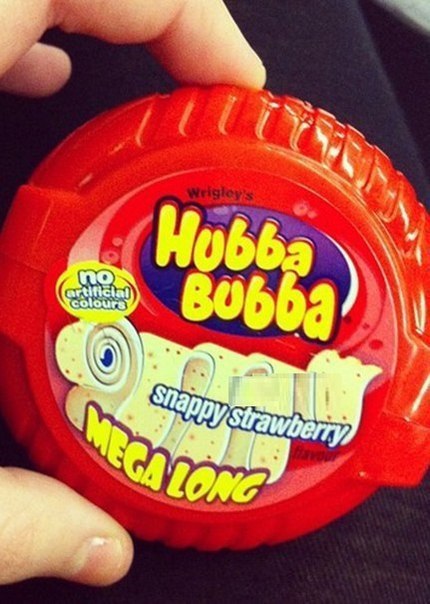 Wrigley's
Hubba
Bubba
no
artificial
colours
snappy strawberry
flavour
MEGA LONG